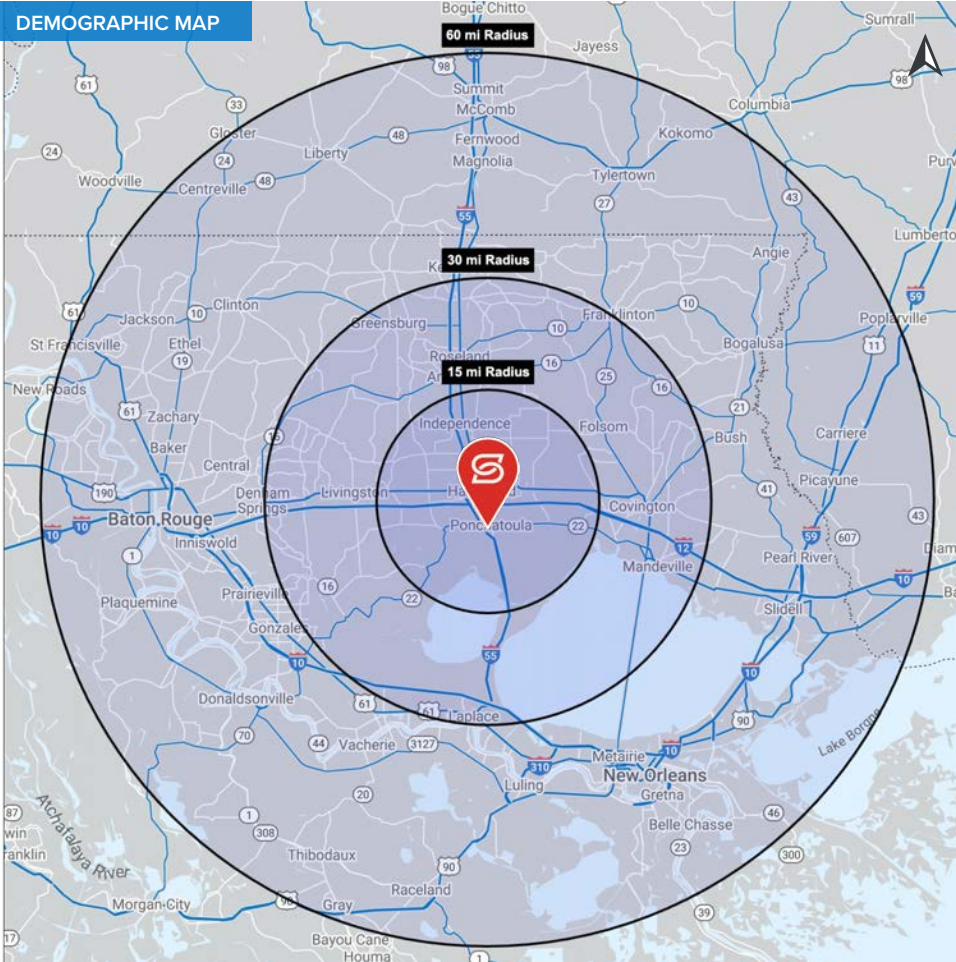 DEMOGRAPHIC MAP
Bogue Chitto
Sumrall
60 mi Radius
Jayess
55
98
98
61
Summit
33
McComb
Columbia
Gloster
48
Fernwood
Kokomo
24
24
Liberty
Magnolia
Tylertown
Woodville
Centreville
48
27
43
55
Angie
30 mi Radius
59
Clinton
10
61
Jackson
10
Greensburg
10
Franklinton
Poplarville
St Francisville
Ethel
Bogalusa
11
19
Roseland
16
15 mi Radius
25
16
New Roads
61
21
Zachary
Independence
Folsom
Bush
Carriere
Baker
16
Central
Picayune
190
Denham
Springs
Livingston
41
Covington
43
10
10
Baton Rouge
Ponchatoula
22
Inniswold
12
59
607
1
Pearl River
Mandeville
10
16
Prairieville
22
Plaquemine
Slidell
Gonzales
55
10
10
Donaldsonville
61
61
Laplace
90
70
44
Vacherie
3127
10
Lake Borgne
Metairie
310
New Orleans
Luling
Gretna
20
87
1
Belle Chasse
46
308
23
300
Atchafalaya River
Thibodaux
90
Raceland
Morgan City
90
Gray
39
17
Bayou Cane
Houma
1